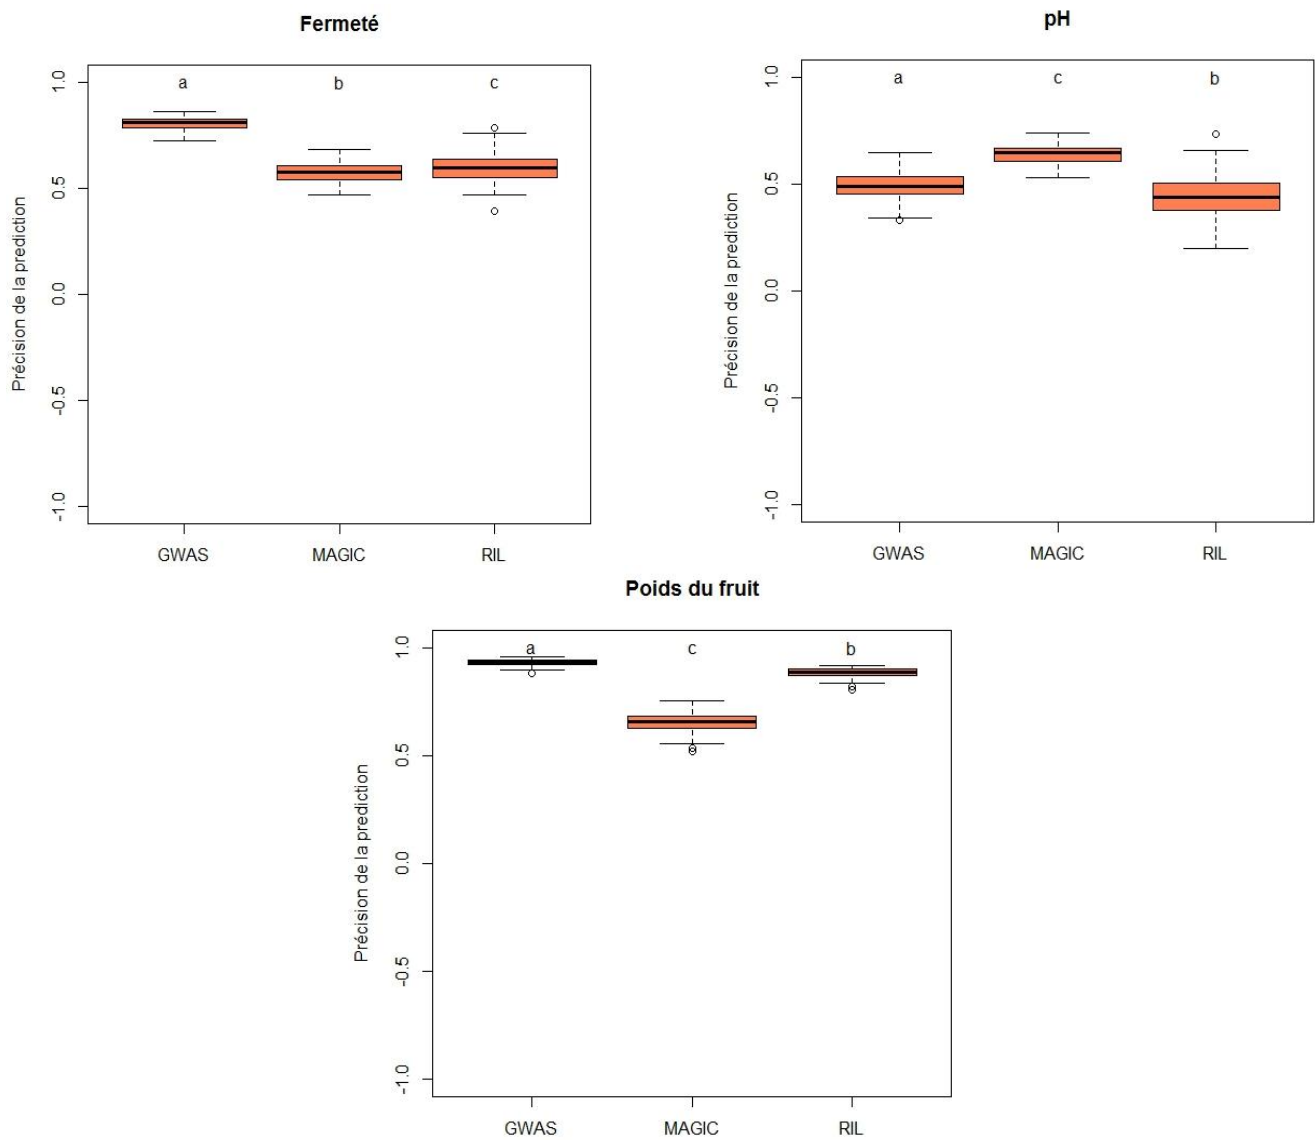 Fermeté
Précision de la prediction
1.0
0.5
0.0
-0.5
-1.0
a b c
GWAS MAGIC RIL
pH
Précision de la prediction
1.0
0.5
0.0
-0.5
-1.0
a c b
GWAS MAGIC RIL
Poids du fruit
Précision de la prediction
1.0
0.5
0.0
-0.5
-1.0
a c b
GWAS MAGIC RIL